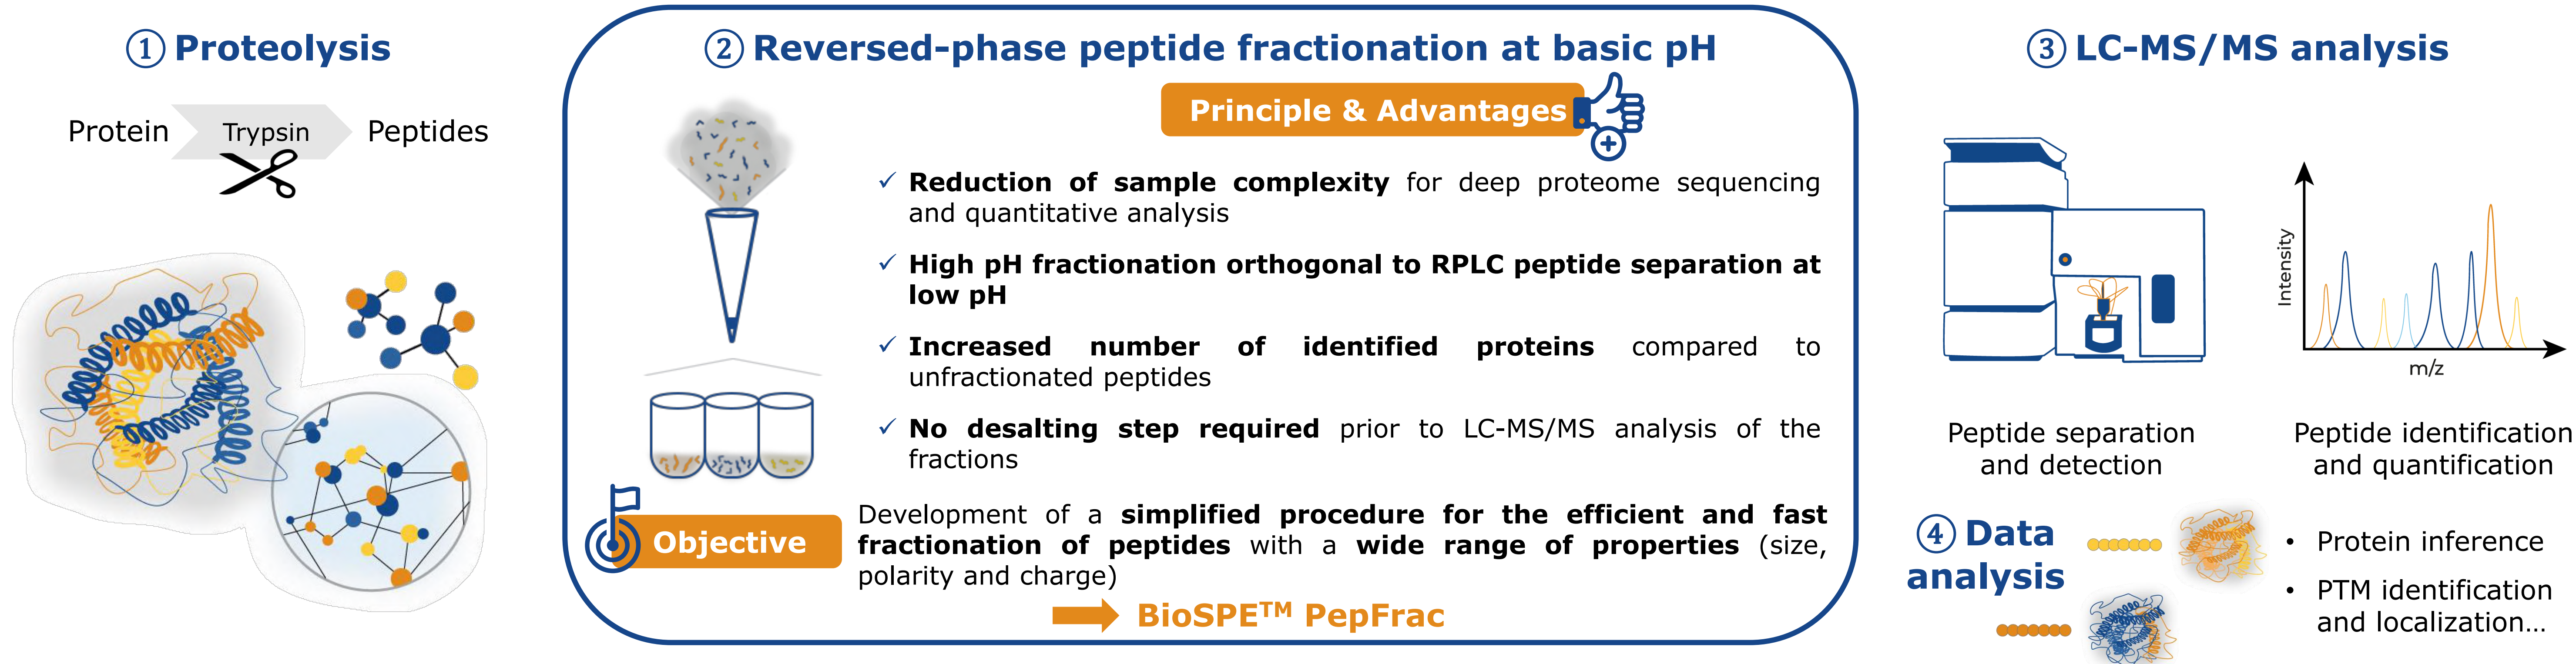 ① Proteolysis
Protein
Trypsin
Peptides
② Reversed-phase peptide fractionation at basic pH
Principle & Advantages
✓ Reduction of sample complexity for deep proteome sequencing
and quantitative analysis
✓ High pH fractionation orthogonal to RPLC peptide separation at
low pH
✓ Increased number of identified proteins compared to
unfractionated peptides
✓ No desalting step required prior to LC-MS/MS analysis of the
fractions
Objective
Development of a simplified procedure for the efficient and fast
fractionation of peptides with a wide range of properties (size,
polarity and charge)
BioSPE™ PepFrac
③ LC-MS/MS analysis
Intensity
m/z
Peptide separation
and detection
Peptide identification
and quantification
④ Data
analysis
• Protein inference
• PTM identification
and localization…